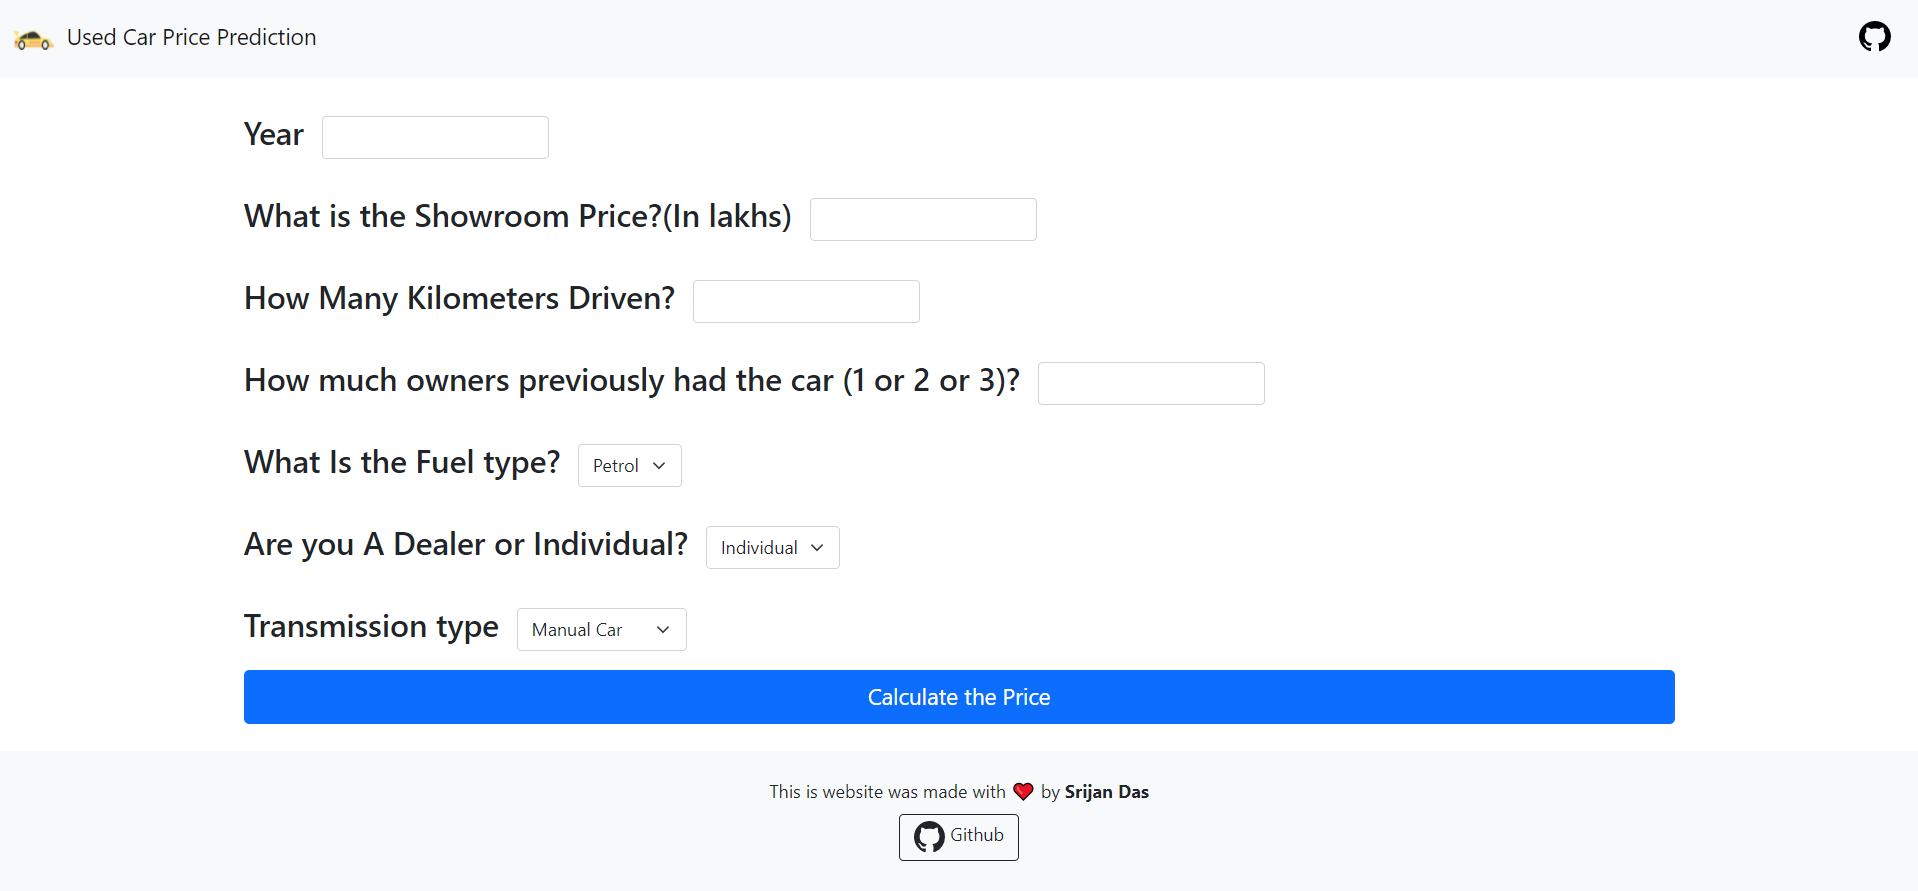 Used Car Price Prediction
Year
What is the Showroom Price?(In lakhs)
How Many Kilometers Driven?
How much owners previously had the car (1 or 2 or 3)?
What Is the Fuel type? Petrol
Are you A Dealer or Individual? Individual
Transmission type Manual Car
Calculate the Price
This is website was made with ❤ by Srijan Das
Github